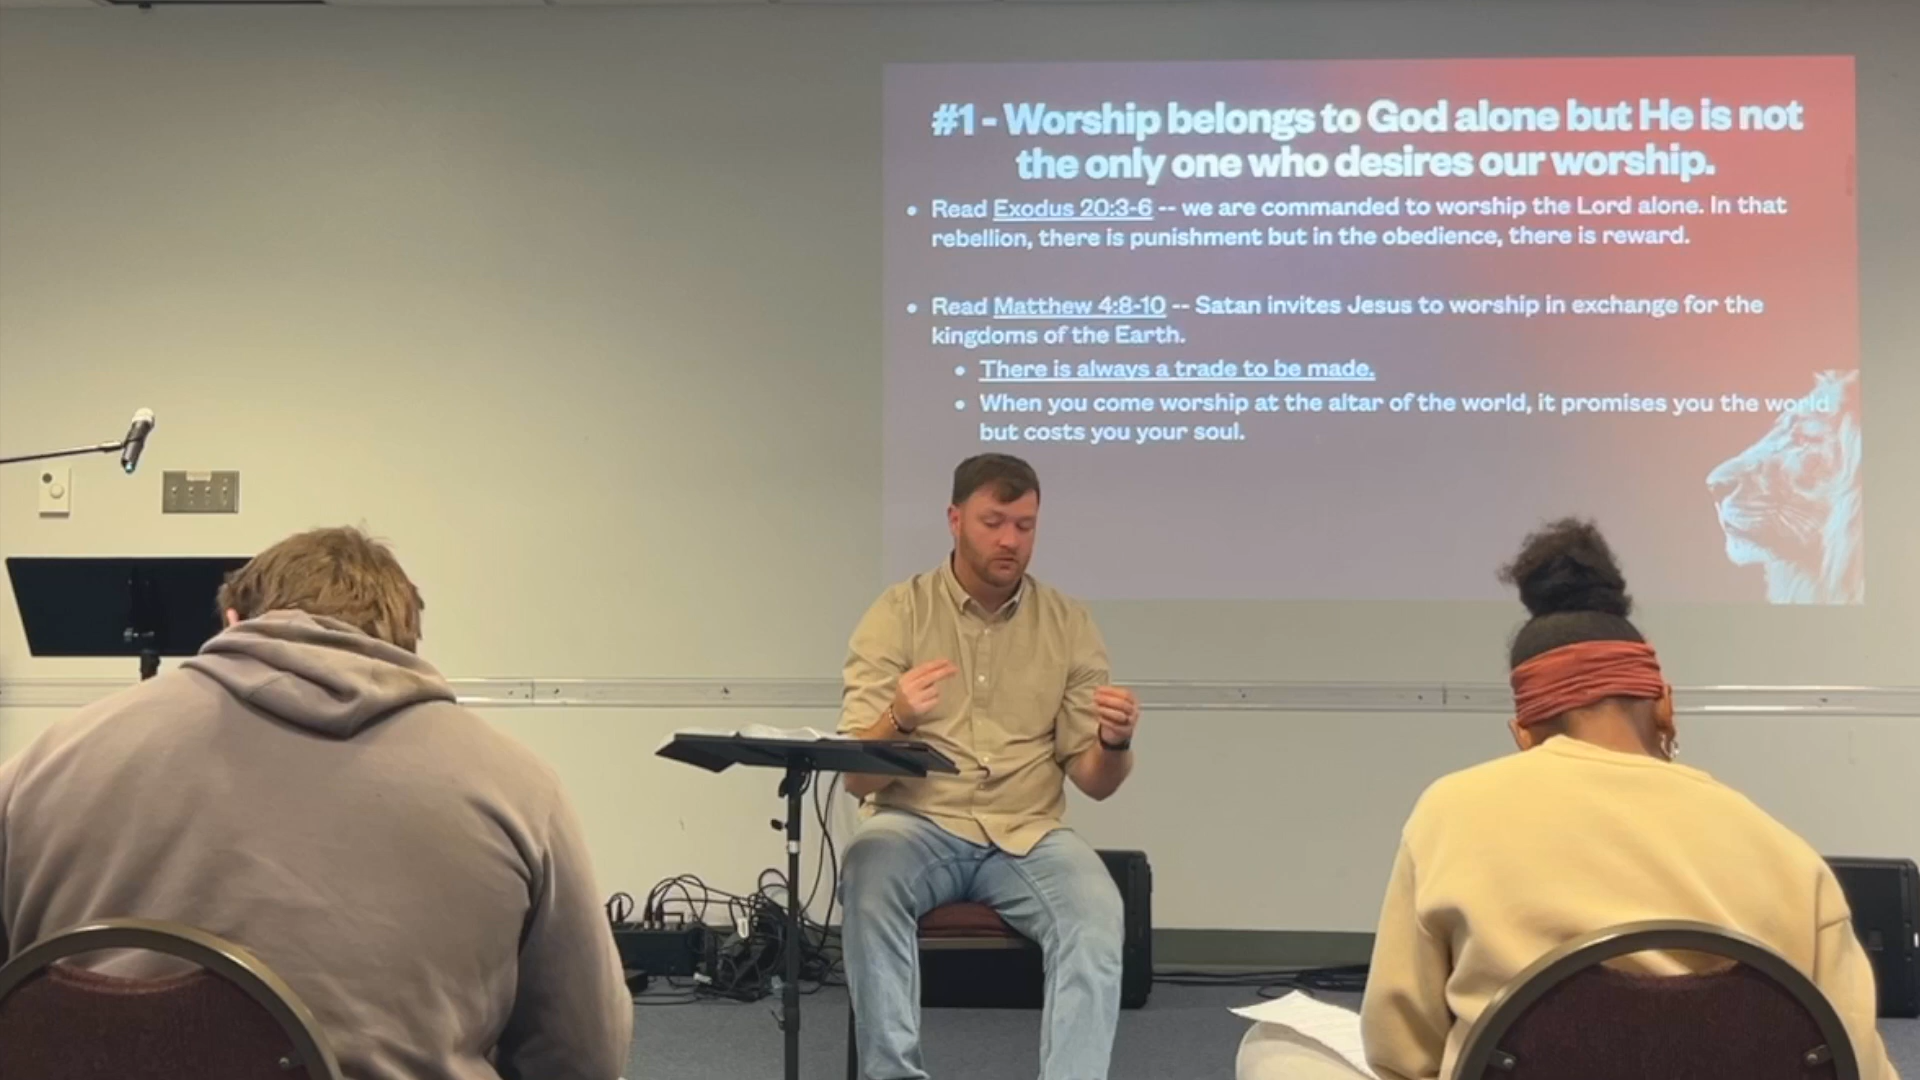 #1 - Worship belongs to God alone but He is not
the only one who desires our worship.
• Read Exodus 20:3-6 -- we are commanded to worship the Lord alone. In that
rebellion, there is punishment but in the obedience, there is reward.
• Read Matthew 4:8-10 -- Satan invites Jesus to worship in exchange for the
kingdoms of the Earth.
• There is always a trade to be made.
• When you come worship at the altar of the world, it promises you the world
but costs you your soul.